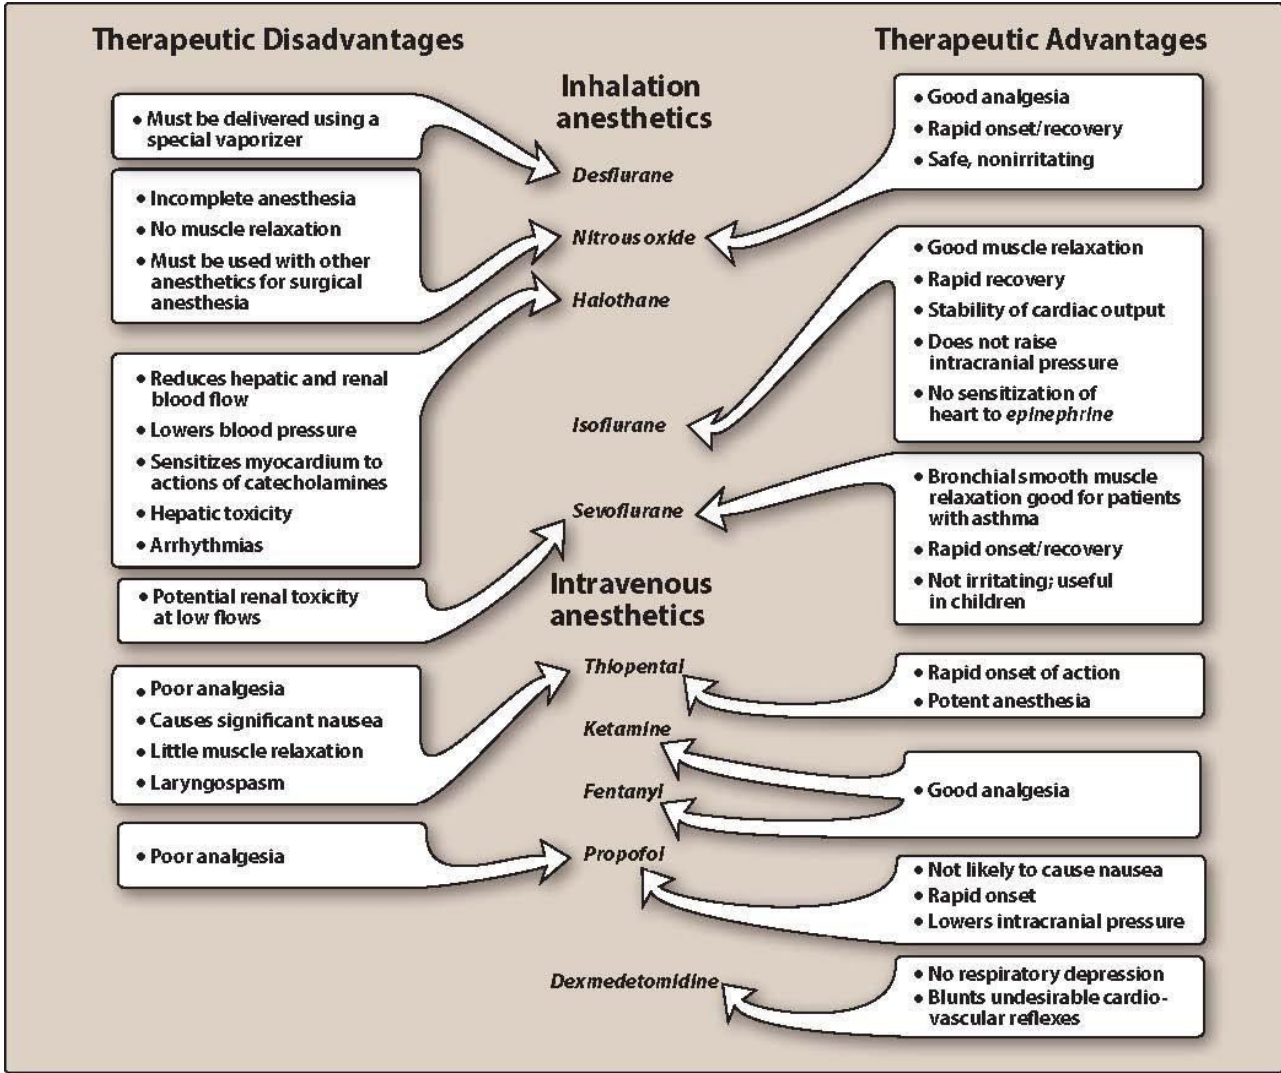 Therapeutic Disadvantages
Therapeutic Advantages
Inhalation
anesthetics
• Must be delivered using a
special vaporizer
• Good analgesia
• Rapid onset/recovery
• Safe, nonirritating
Desflurane
• Incomplete anesthesia
• No muscle relaxation
• Must be used with other
anesthetics for surgical
anesthesia
Nitrous oxide
• Good muscle relaxation
• Rapid recovery
• Stability of cardiac output
• Does not raise
intracranial pressure
• No sensitization of
heart to epinephrine
Halothane
• Reduces hepatic and renal
blood flow
• Lowers blood pressure
• Sensitizes myocardium to
actions of catecholamines
• Hepatic toxicity
• Arrhythmias
Isoflurane
• Bronchial smooth muscle
relaxation good for patients
with asthma
• Rapid onset/recovery
• Not irritating; useful
in children
Sevoflurane
• Potential renal toxicity
at low flows
Intravenous
anesthetics
Thiopental
• Rapid onset of action
• Potent anesthesia
• Poor analgesia
• Causes significant nausea
• Little muscle relaxation
• Laryngospasm
Ketamine
Fentanyl
• Good analgesia
• Poor analgesia
Propofol
• Not likely to cause nausea
• Rapid onset
• Lowers intracranial pressure
Dexmedetomidine
• No respiratory depression
• Blunts undesirable cardio-
vascular reflexes